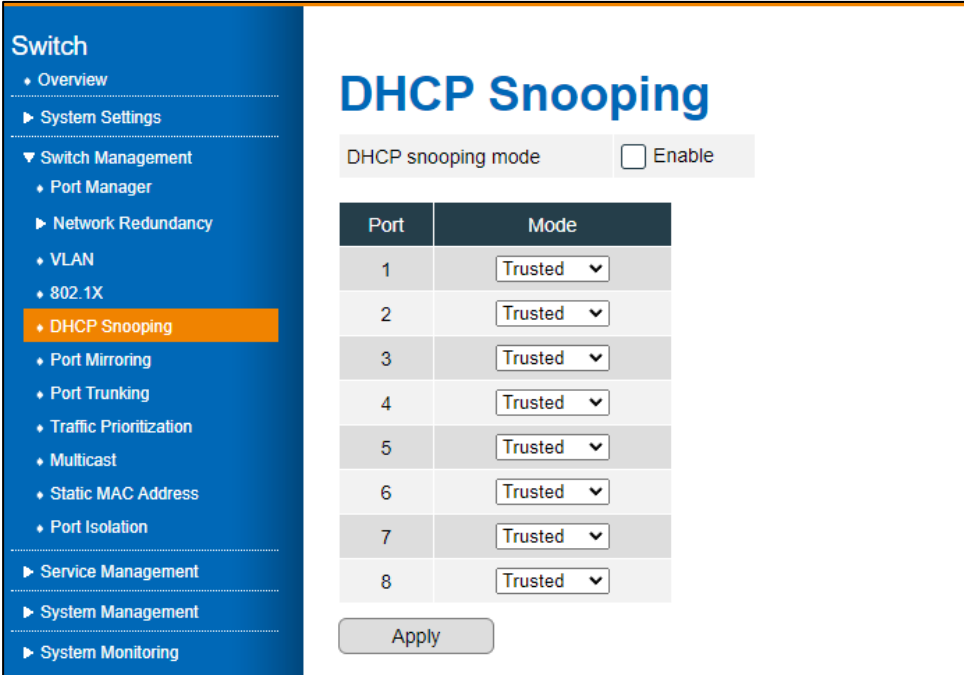 Switch
Overview
System Settings
Switch Management
Port Manager
Network Redundancy
VLAN
802.1X
DHCP Snooping
Port Mirroring
Port Trunking
Traffic Prioritization
Multicast
Static MAC Address
Port Isolation
Service Management
System Management
System Monitoring
DHCP Snooping
DHCP snooping mode Enable
Port Mode
1 Trusted
2 Trusted
3 Trusted
4 Trusted
5 Trusted
6 Trusted
7 Trusted
8 Trusted
Apply